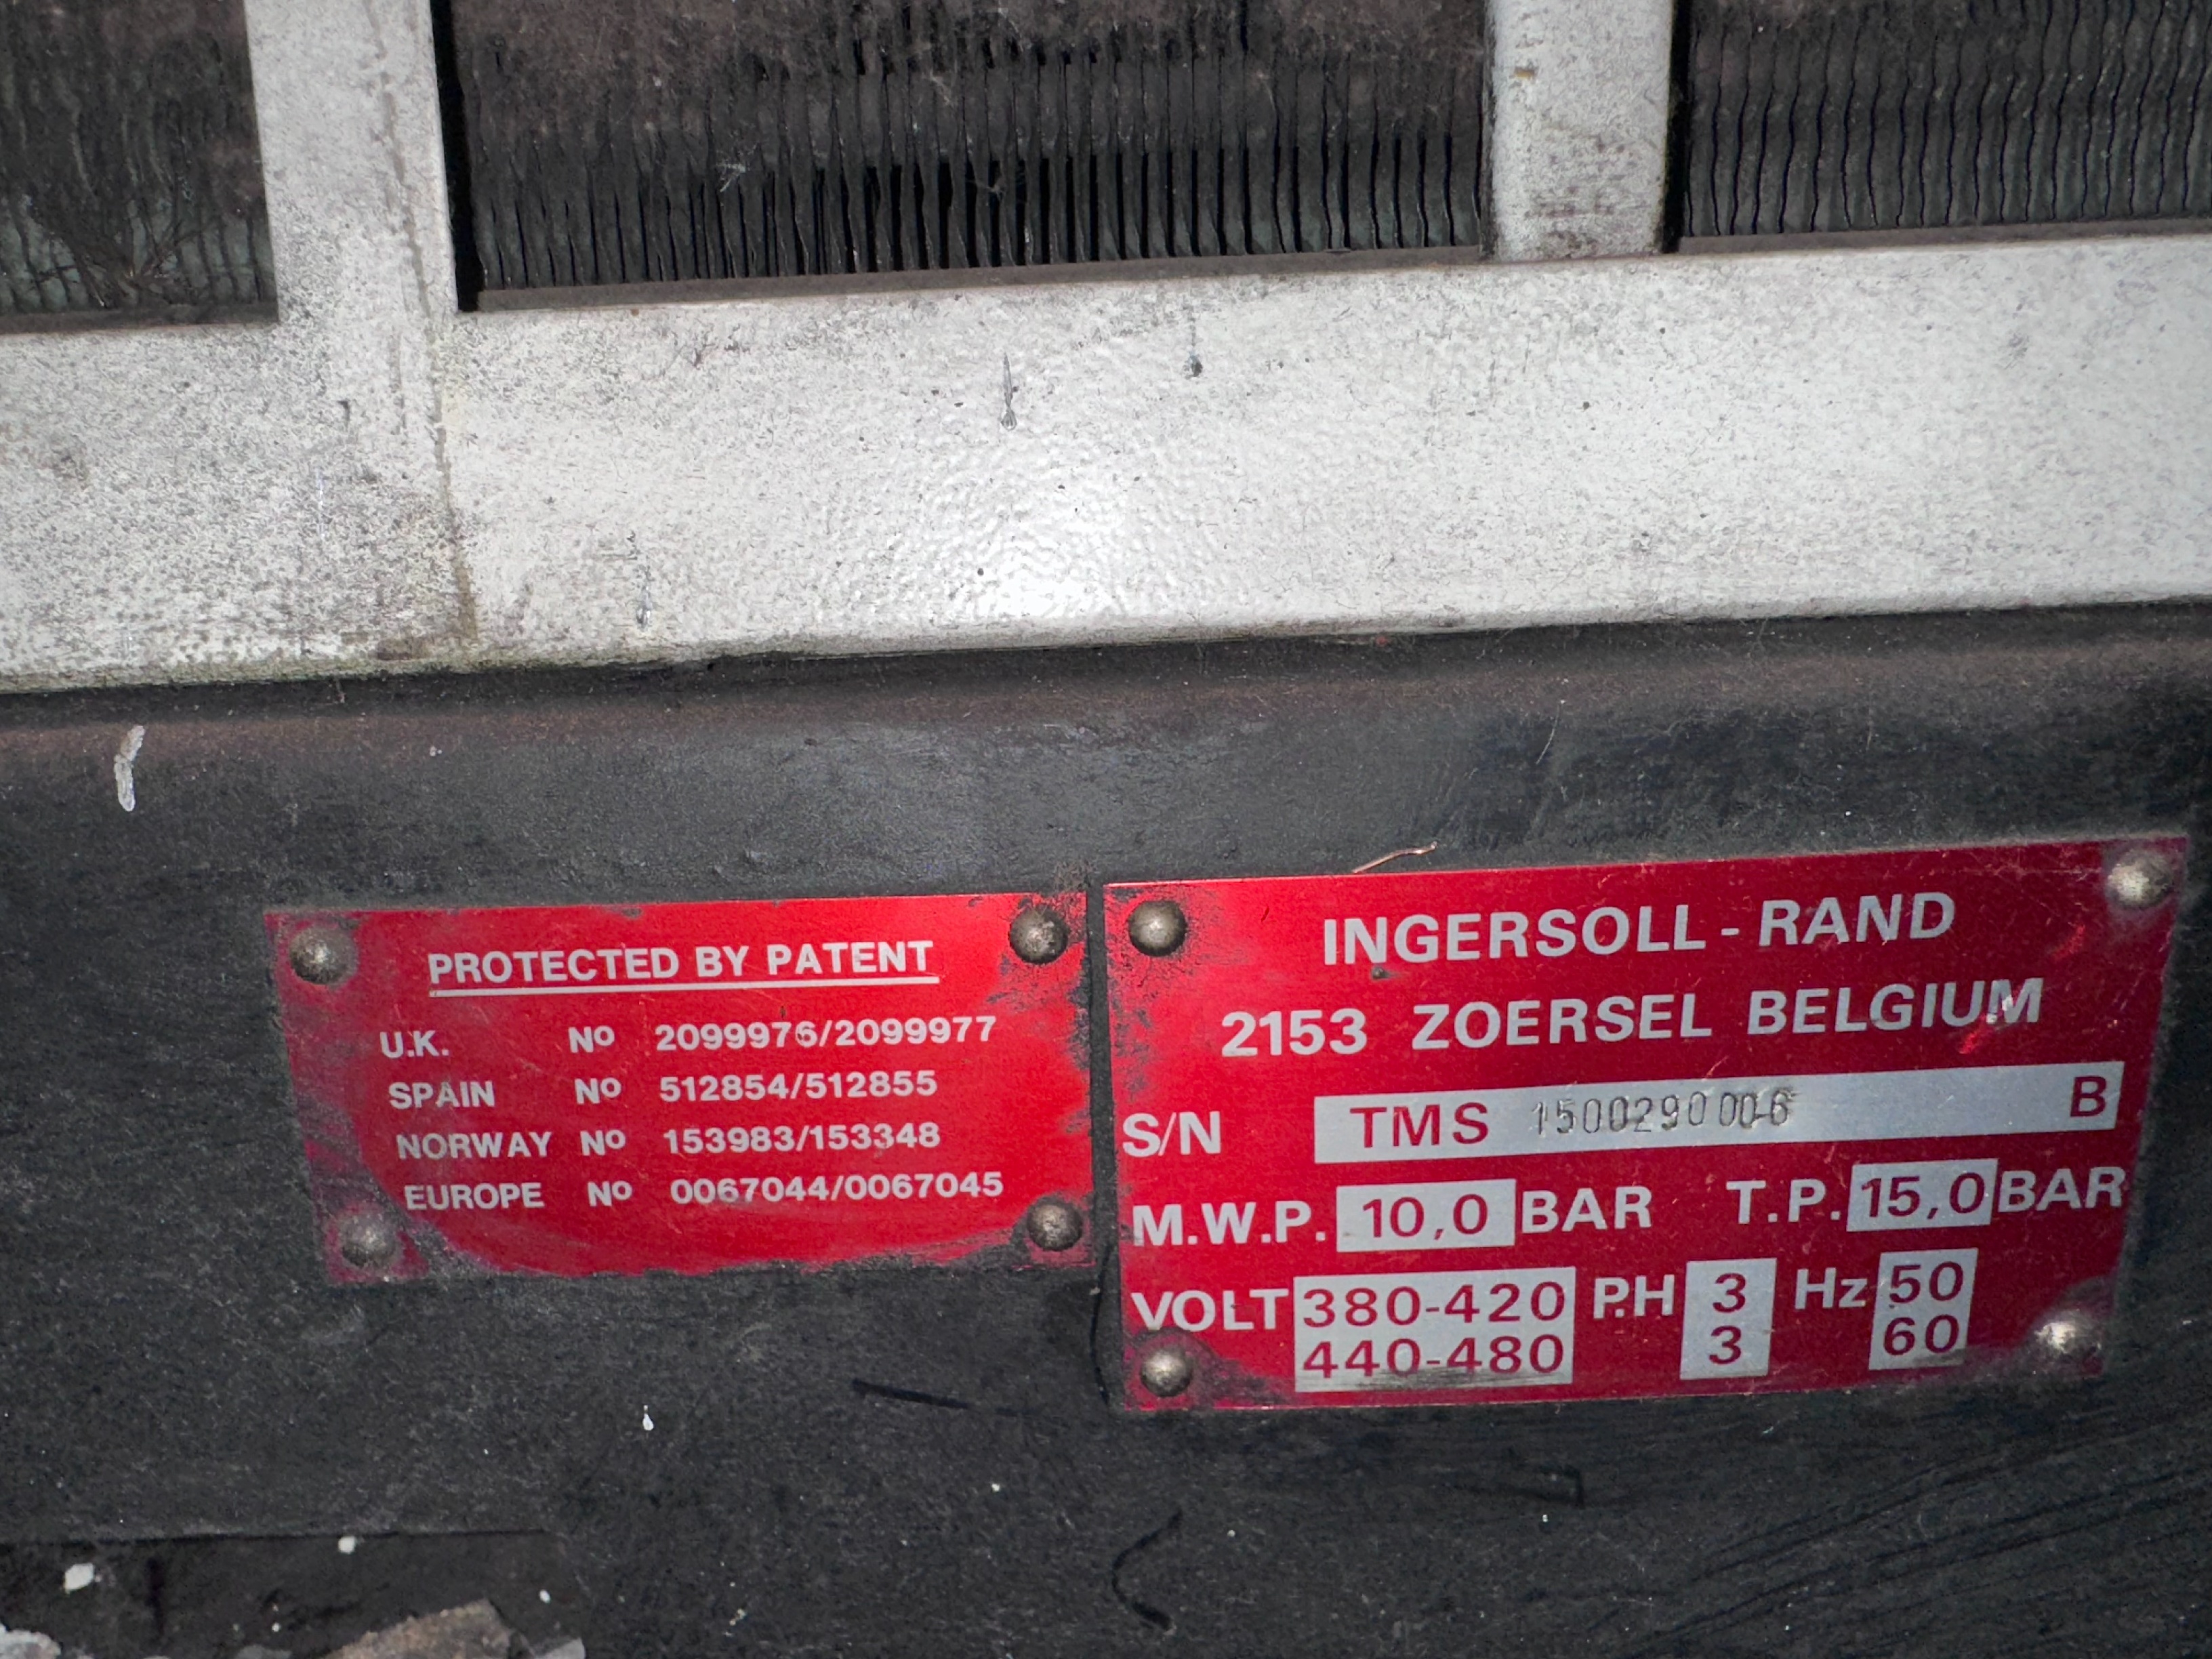 PROTECTED BY PATENT
U.K. No 2099976/2099977
SPAIN No 512854/512855
NORWAY No 153983/153348
EUROPE No 0067044/0067045
INGERSOLL-RAND
2153 ZOERSEL BELGIUM
S/N TMS 1500290006 B
M.W.P. 10,0 BAR T.P. 15,0 BAR
VOLT 380-420 PH 3 Hz 50
440-480 3 60